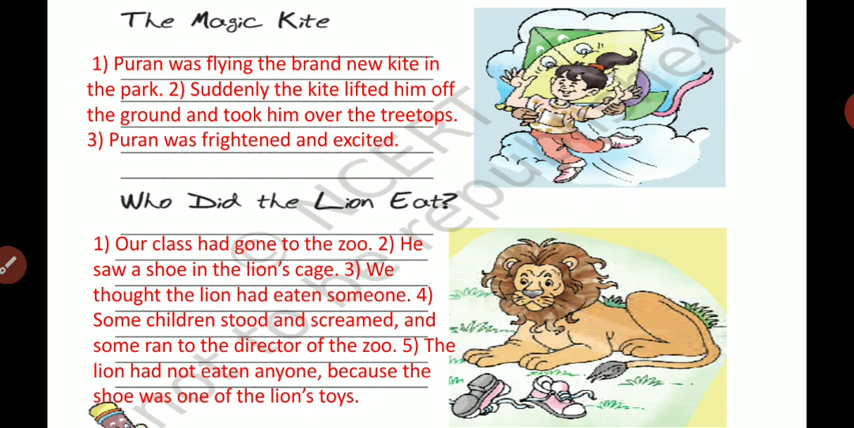 The Magic Kite
1) Puran was flying the brand new kite in
the park. 2) Suddenly the kite lifted him off
the ground and took him over the treetops.
3) Puran was frightened and excited.
Who Did the Lion Eat?
1) Our class had gone to the zoo. 2) He
saw a shoe in the lion's cage. 3) We
thought the lion had eaten someone. 4)
Some children stood and screamed, and
some ran to the director of the zoo. 5) The
lion had not eaten anyone, because the
shoe was one of the lion's toys.
© NCERT
not to be republished